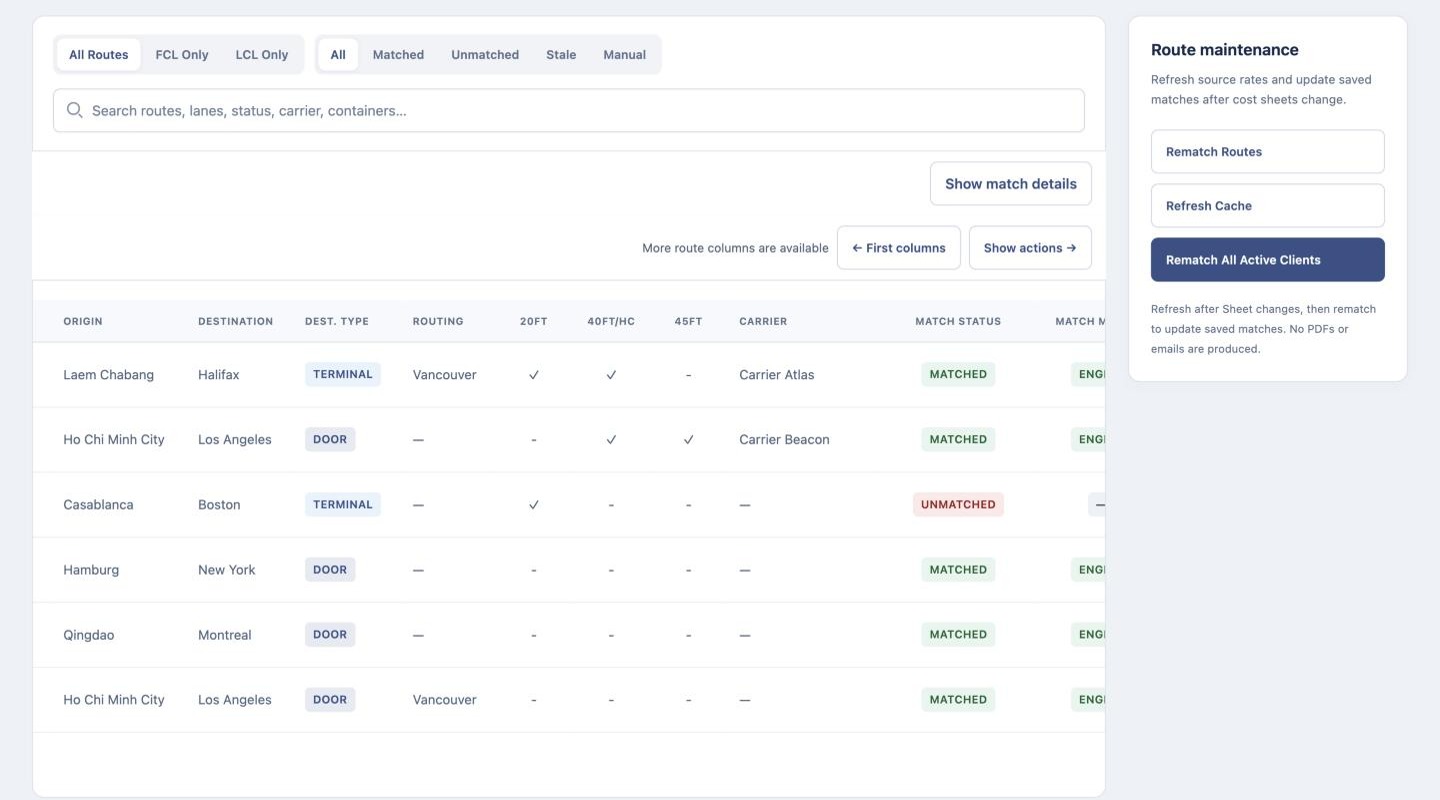 All Routes FCL Only LCL Only All Matched Unmatched Stale Manual
Search routes, lanes, status, carrier, containers...
Show match details
More route columns are available ← First columns Show actions →
ORIGIN DESTINATION DEST. TYPE ROUTING 20FT 40FT/HC 45FT CARRIER MATCH STATUS MATCH M
Laem Chabang Halifax TERMINAL Vancouver ✓ ✓ - Carrier Atlas MATCHED ENG
Ho Chi Minh City Los Angeles DOOR — - ✓ ✓ Carrier Beacon MATCHED ENG
Casablanca Boston TERMINAL — ✓ - - — UNMATCHED —
Hamburg New York DOOR — - - - — MATCHED ENG
Qingdao Montreal DOOR — - - - — MATCHED ENG
Ho Chi Minh City Los Angeles DOOR Vancouver - - - — MATCHED ENG
Route maintenance
Refresh source rates and update saved
matches after cost sheets change.
Rematch Routes
Refresh Cache
Rematch All Active Clients
Refresh after Sheet changes, then rematch
to update saved matches. No PDFs or
emails are produced.